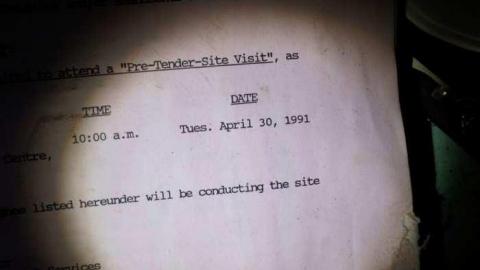 to attend a "Pre-Tender-Site Visit", as
TIME DATE
10:00 a.m. Tues. April 30, 1991
Centre,
listed hereunder will be conducting the site
Services